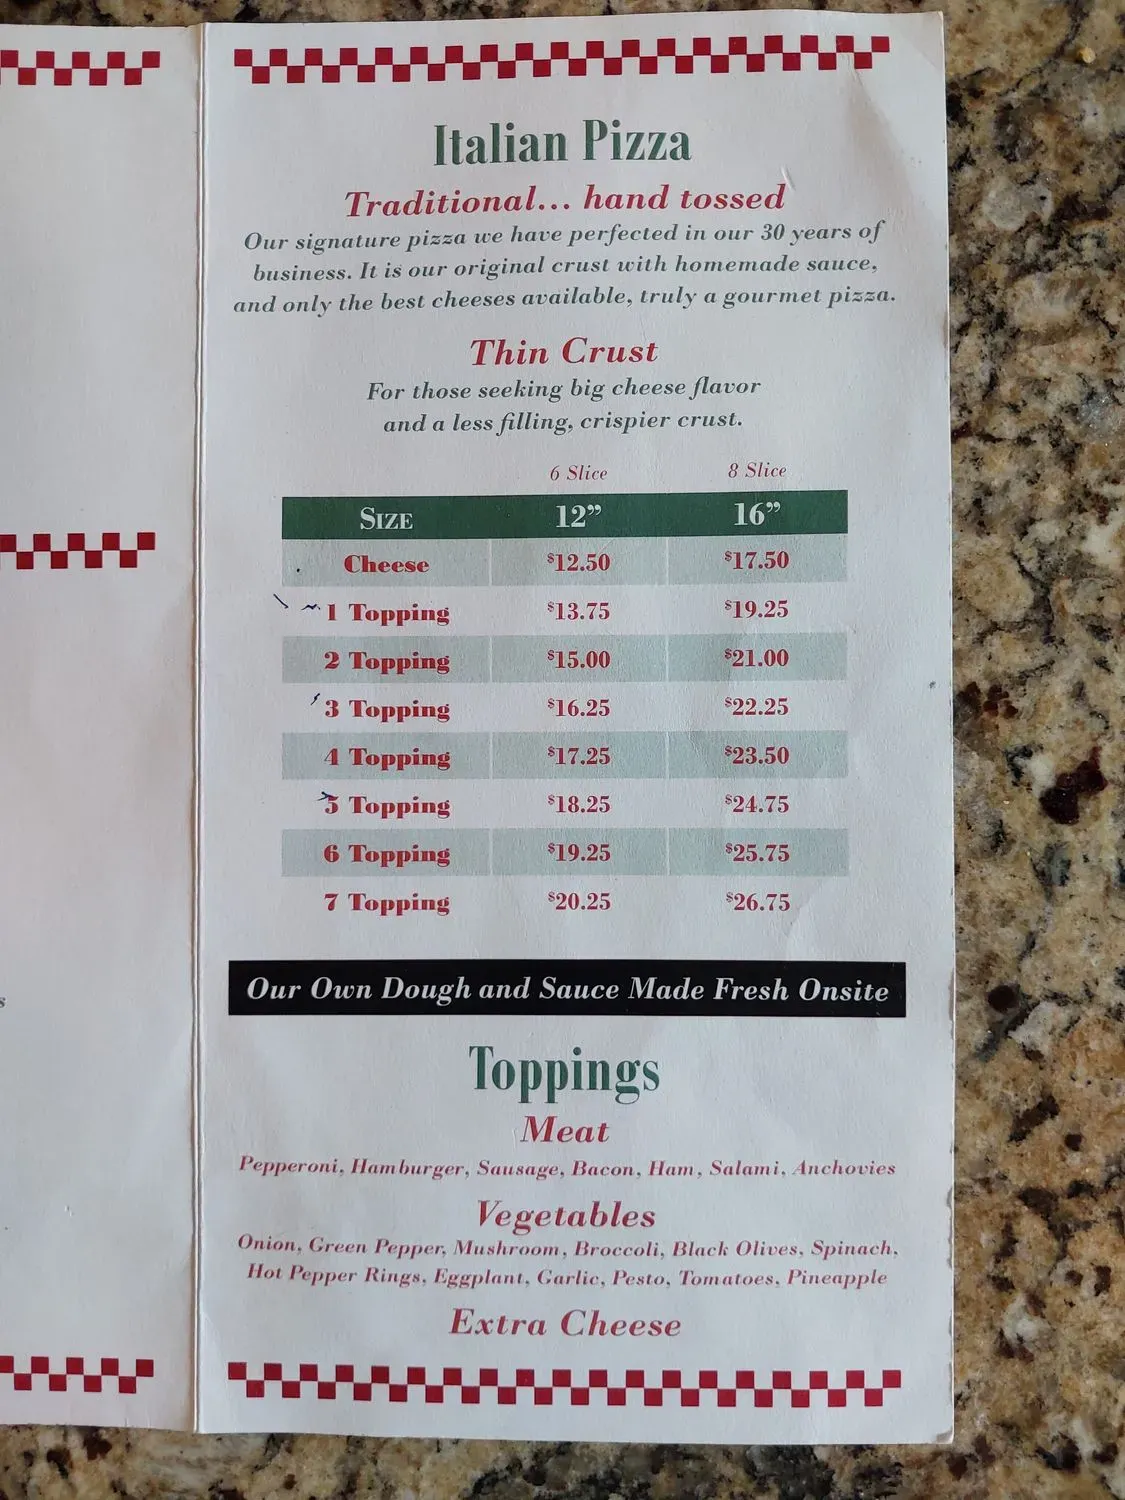 Italian Pizza
Traditional... hand tossed
Our signature pizza we have perfected in our 30 years of
business. It is our original crust with homemade sauce,
and only the best cheeses available, truly a gourmet pizza.
Thin Crust
For those seeking big cheese flavor
and a less filling, crispier crust.
6 Slice 8 Slice
SIZE 12” 16”
Cheese $12.50 $17.50
1 Topping $13.75 $19.25
2 Topping $15.00 $21.00
3 Topping $16.25 $22.25
4 Topping $17.25 $23.50
5 Topping $18.25 $24.75
6 Topping $19.25 $25.75
7 Topping $20.25 $26.75
Our Own Dough and Sauce Made Fresh Onsite
Toppings
Meat
Pepperoni, Hamburger, Sausage, Bacon, Ham, Salami, Anchovies
Vegetables
Onion, Green Pepper, Mushroom, Broccoli, Black Olives, Spinach,
Hot Pepper Rings, Eggplant, Garlic, Pesto, Tomatoes, Pineapple
Extra Cheese